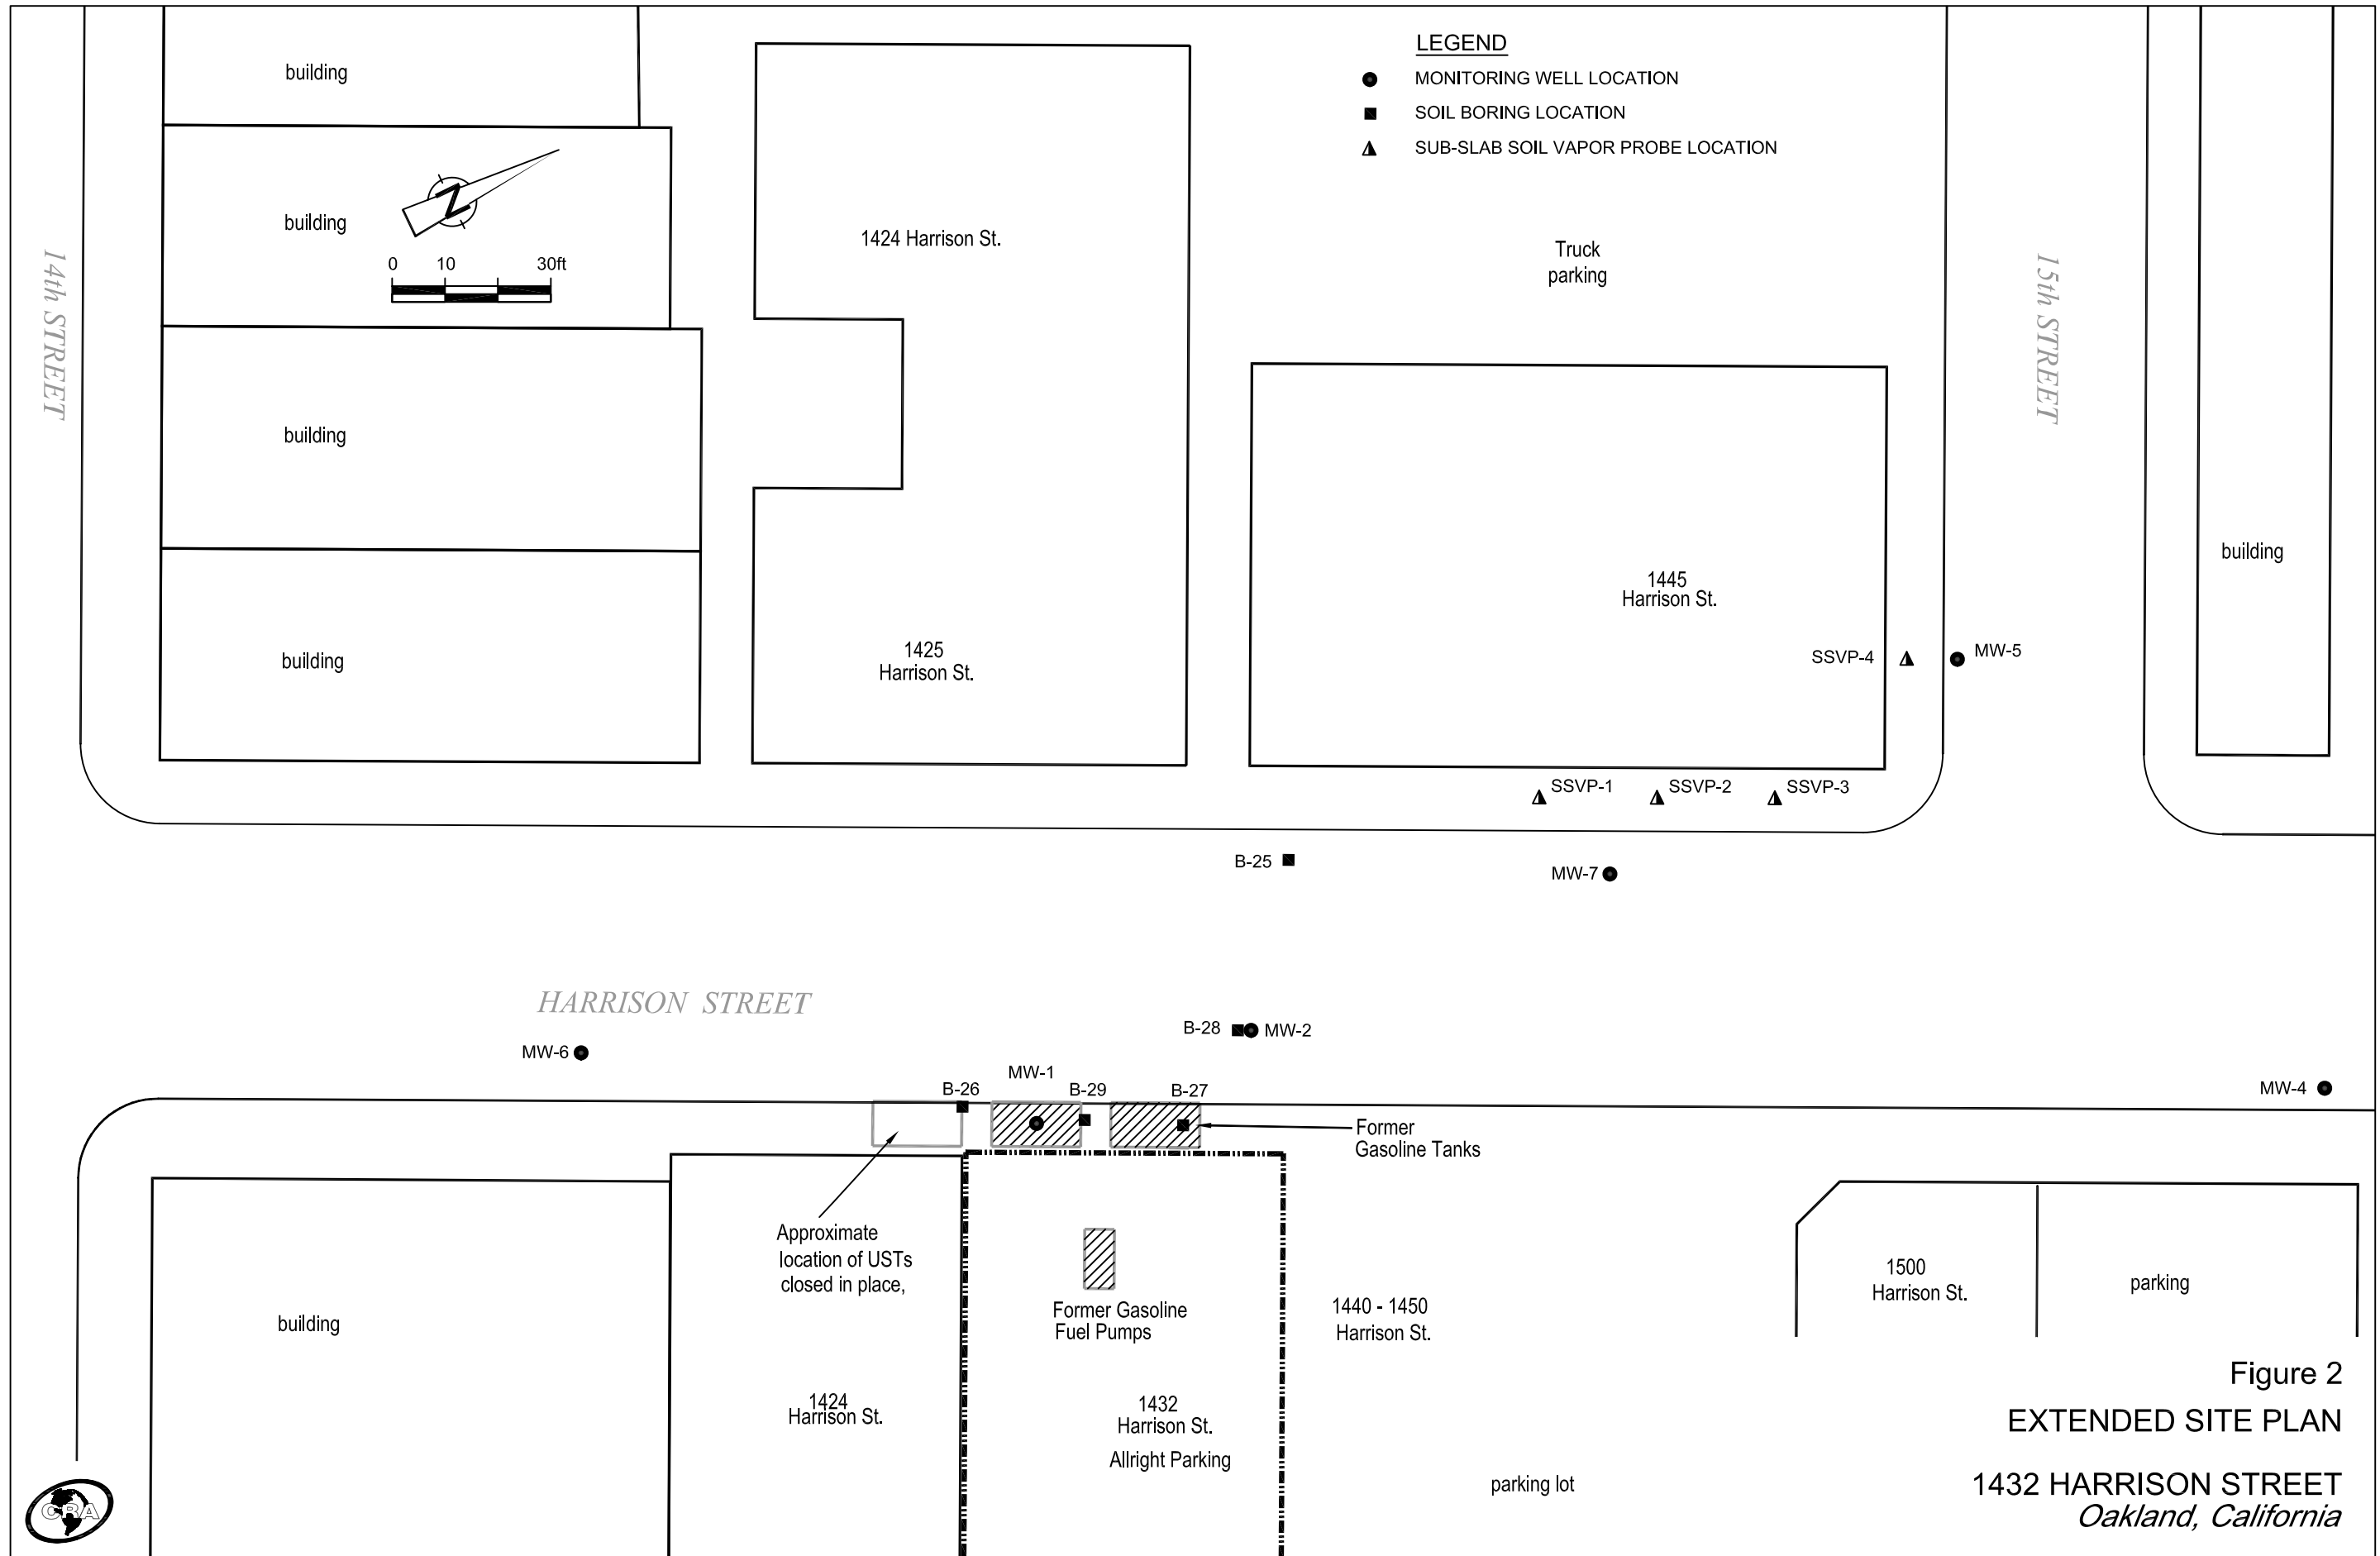 LEGEND
MONITORING WELL LOCATION
SOIL BORING LOCATION
SUB-SLAB SOIL VAPOR PROBE LOCATION
building
building
Z
0 10 30ft
14th STREET
1424 Harrison St.
Truck
parking
15th STREET
building
building
building
1445
Harrison St.
1425
Harrison St.
SSVP-4
MW-5
SSVP-1
SSVP-2
SSVP-3
B-25
MW-7
HARRISON STREET
B-28
MW-2
MW-6
MW-1
B-26
B-29
B-27
MW-4
Former
Gasoline Tanks
Approximate
location of USTs
closed in place,
Former Gasoline
Fuel Pumps
1440 - 1450
Harrison St.
1500
Harrison St.
parking
building
1424
Harrison St.
1432
Harrison St.
Allright Parking
parking lot
Figure 2
EXTENDED SITE PLAN
1432 HARRISON STREET
Oakland, California
CRA